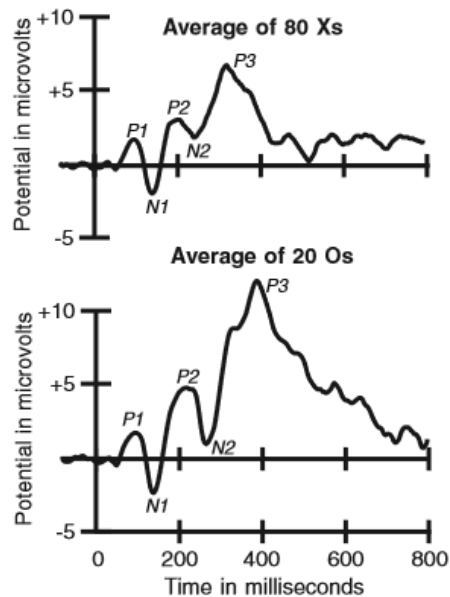 Average of 80 Xs
Potential in microvolts
+10
+5
0
-5
P1
N1
P2
N2
P3
Average of 20 Os
Potential in microvolts
+10
+5
0
-5
P1
N1
P2
N2
P3
0 200 400 600 800
Time in milliseconds